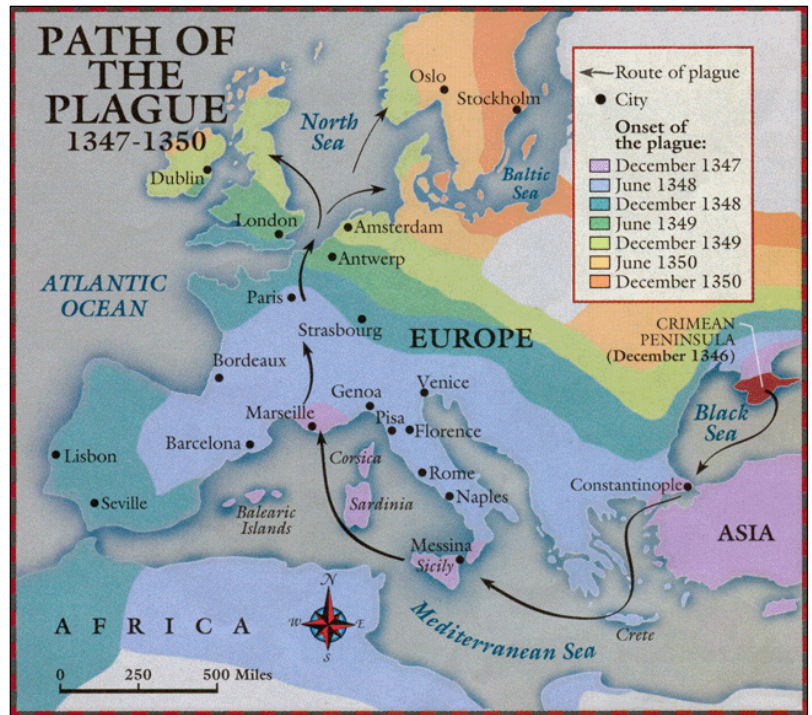 PATH OF
THE
PLAGUE
1347-1350
Route of plague
City
Onset of
the plague:
December 1347
June 1348
December 1348
June 1349
December 1349
June 1350
December 1350
Oslo
Stockholm
North
Sea
Baltic
Sea
Dublin
London
Amsterdam
Antwerp
ATLANTIC
OCEAN
Paris
Strasbourg
EUROPE
CRIMEAN
PENINSULA
(December 1346)
Bordeaux
Venice
Genoa
Black
Sea
Marseille
Pisa
Florence
Barcelona
Corsica
Lisbon
Rome
Constantinople
Seville
Balearic
Islands
Sardinia
Naples
ASIA
Messina
Sicily
N
W
E
S
AFRICA
Mediterranean Sea
Crete
0 250 500 Miles